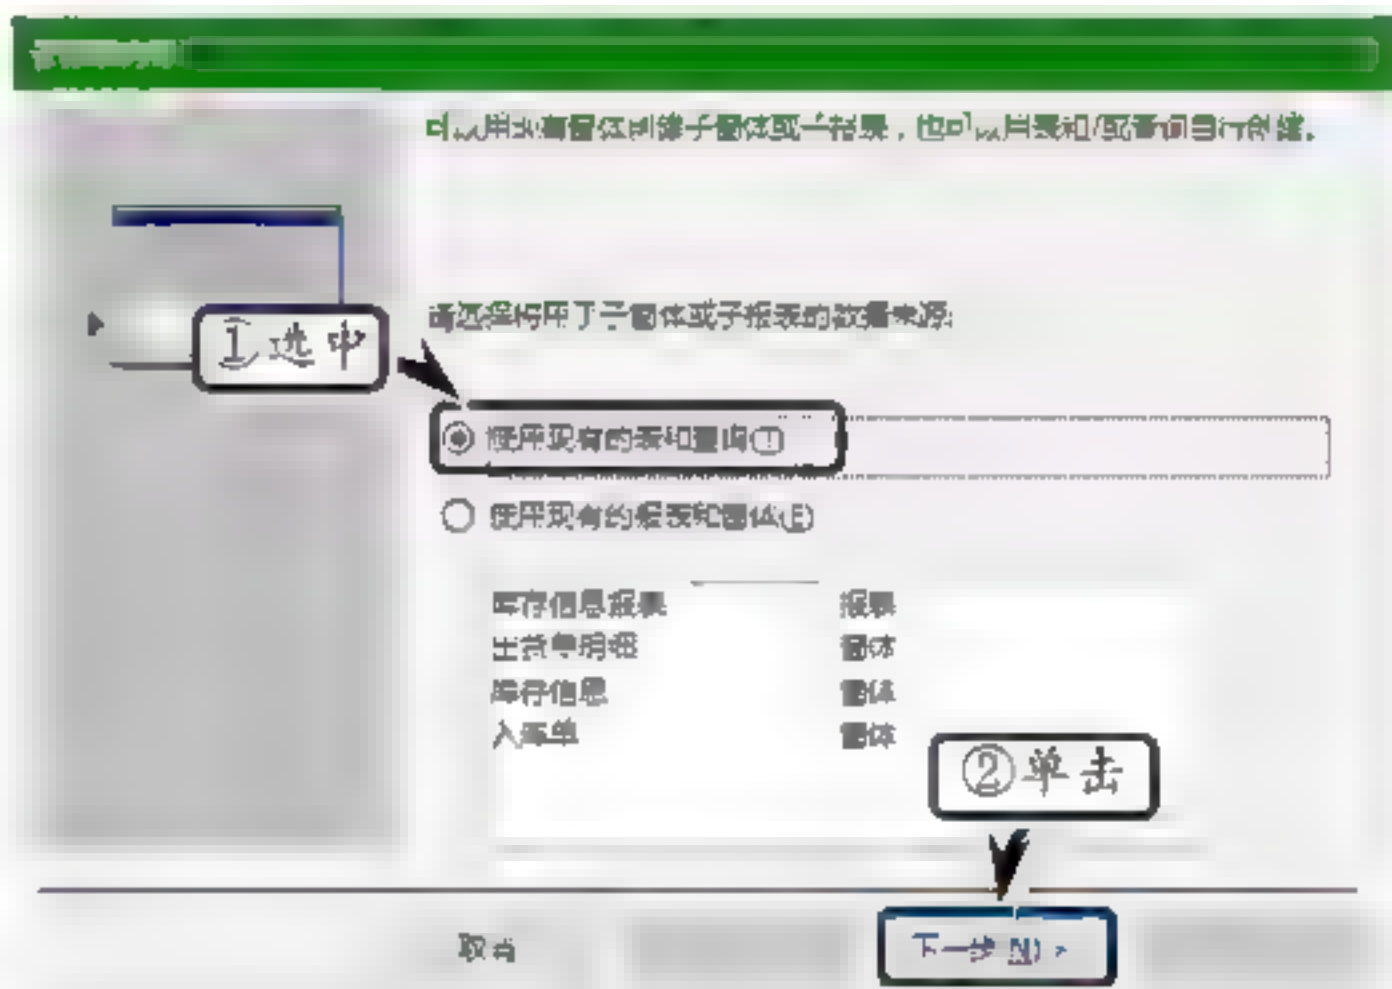 可以用现有窗体创建子窗体或子报表，也可以用表和/或查询自行创建。
请选择将用于子窗体或子报表的数据来源:
①选中
使用现有的表和查询(T)
使用现有的报表和窗体(E)
库存信息报表 报表
出货单明细 窗体
库存信息 窗体
入库单 窗体
②单击
取消 下一步(N) >